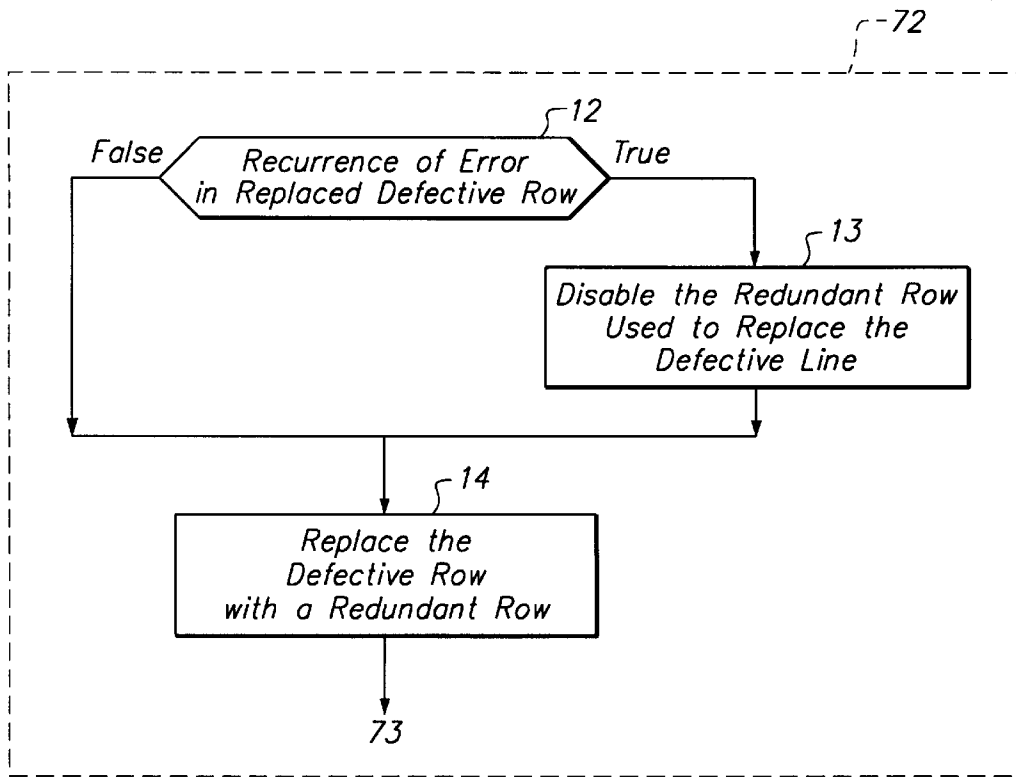 72
12
False
Recurrence of Error
in Replaced Defective Row
True
13
Disable the Redundant Row
Used to Replace the
Defective Line
14
Replace the
Defective Row
with a Redundant Row
73